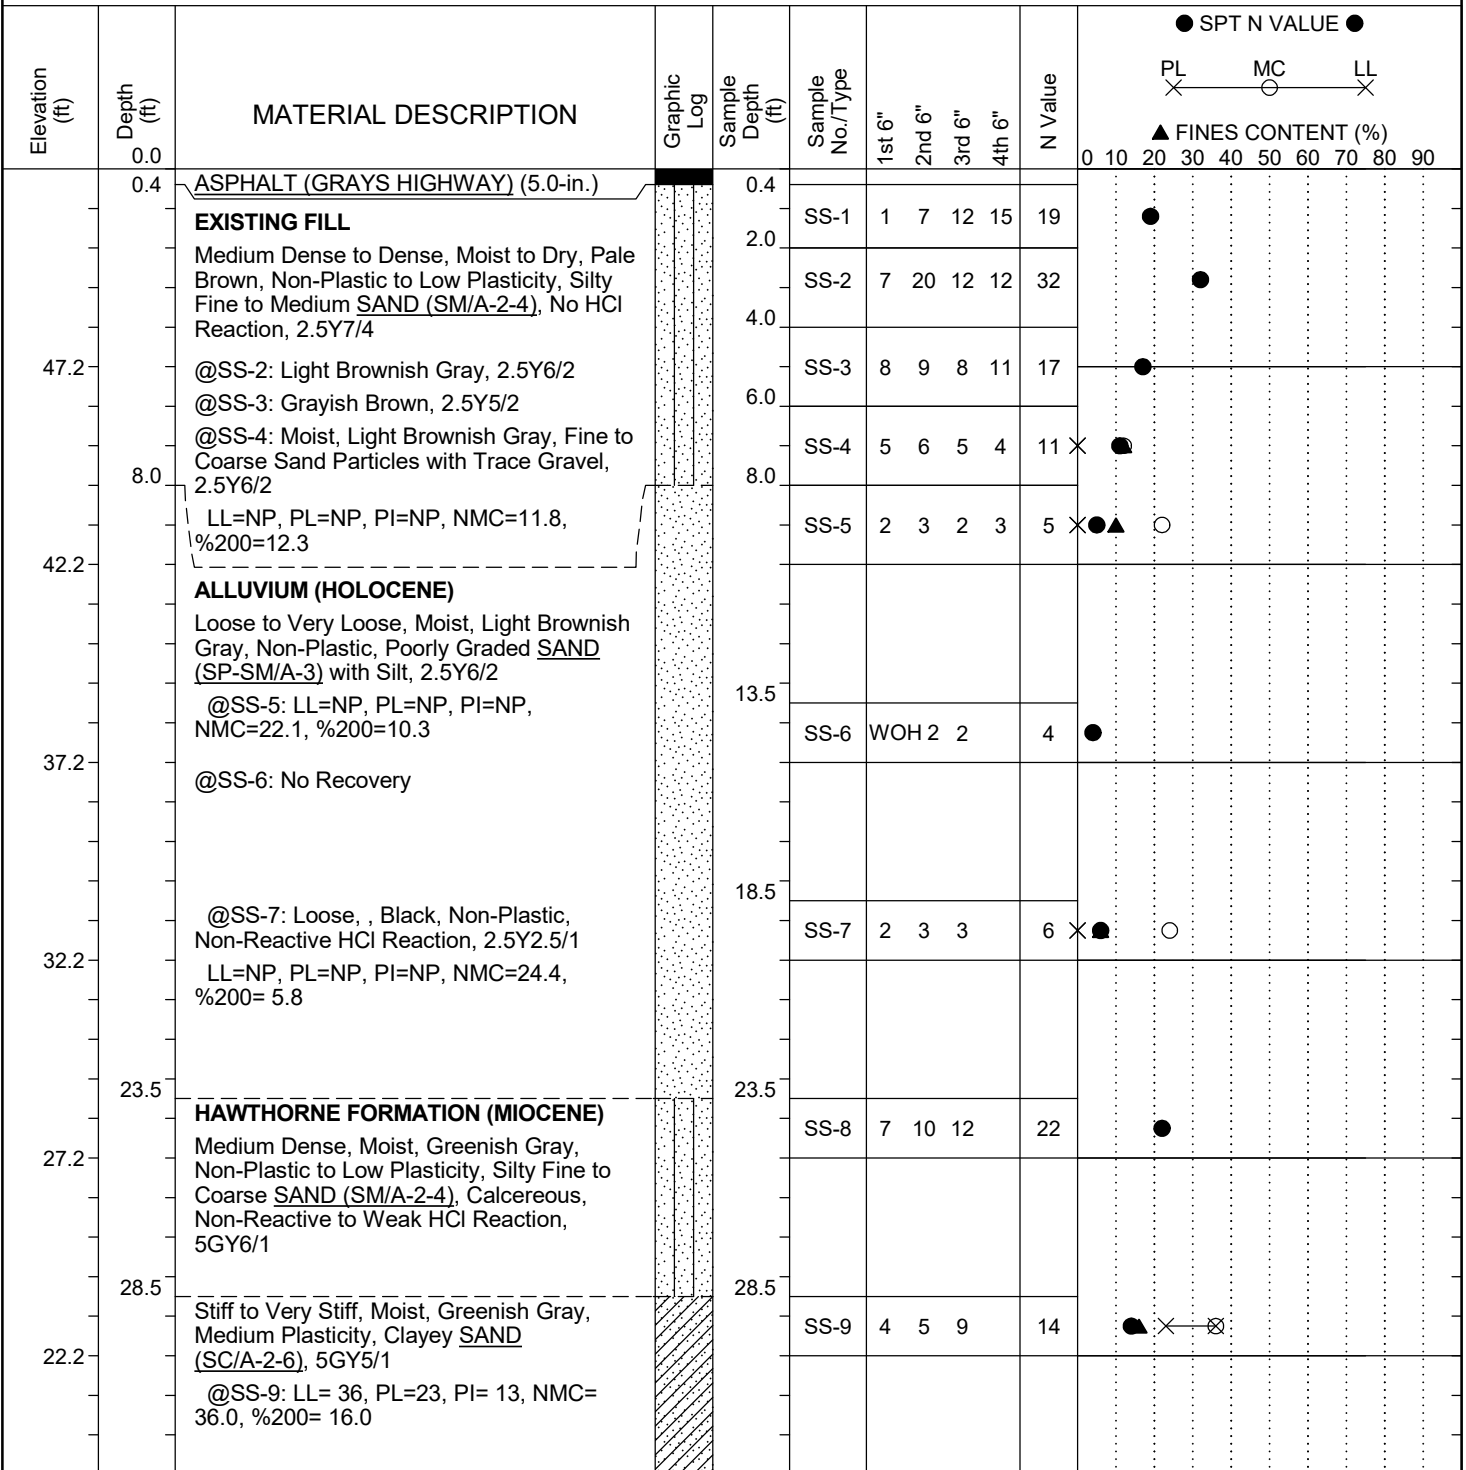 ● SPT N VALUE ●
PL MC LL
▲ FINES CONTENT (%)
0 10 20 30 40 50 60 70 80 90
Elevation (ft)
Depth (ft)
0.0
MATERIAL DESCRIPTION
Graphic Log
Sample Depth (ft)
Sample No./Type
1st 6"
2nd 6"
3rd 6"
4th 6"
N Value
0.4 ASPHALT (GRAYS HIGHWAY) (5.0-in.) 0.4
EXISTING FILL
SS-1 1 7 12 15 19
2.0
Medium Dense to Dense, Moist to Dry, Pale
Brown, Non-Plastic to Low Plasticity, Silty
SS-2 7 20 12 12 32
Fine to Medium SAND (SM/A-2-4), No HCl
4.0
Reaction, 2.5Y7/4
47.2 @SS-2: Light Brownish Gray, 2.5Y6/2
SS-3 8 9 8 11 17
6.0
@SS-3: Grayish Brown, 2.5Y5/2
@SS-4: Moist, Light Brownish Gray, Fine to
SS-4 5 6 5 4 11
Coarse Sand Particles with Trace Gravel,
8.0 2.5Y6/2 8.0
LL=NP, PL=NP, PI=NP, NMC=11.8,
SS-5 2 3 2 3 5
%200=12.3
42.2
ALLUVIUM (HOLOCENE)
Loose to Very Loose, Moist, Light Brownish
Gray, Non-Plastic, Poorly Graded SAND
(SP-SM/A-3) with Silt, 2.5Y6/2
13.5
@SS-5: LL=NP, PL=NP, PI=NP,
NMC=22.1, %200=10.3
SS-6 WOH 2 2 4
37.2
@SS-6: No Recovery
18.5
@SS-7: Loose, , Black, Non-Plastic,
SS-7 2 3 3 6
Non-Reactive HCl Reaction, 2.5Y2.5/1
32.2
LL=NP, PL=NP, PI=NP, NMC=24.4,
%200= 5.8
23.5 23.5
HAWTHORNE FORMATION (MIOCENE)
SS-8 7 10 12 22
Medium Dense, Moist, Greenish Gray,
27.2
Non-Plastic to Low Plasticity, Silty Fine to
Coarse SAND (SM/A-2-4), Calcereous,
Non-Reactive to Weak HCl Reaction,
5GY6/1
28.5 28.5
Stiff to Very Stiff, Moist, Greenish Gray,
SS-9 4 5 9 14
Medium Plasticity, Clayey SAND
22.2 (SC/A-2-6), 5GY5/1
@SS-9: LL= 36, PL=23, PI= 13, NMC=
36.0, %200= 16.0